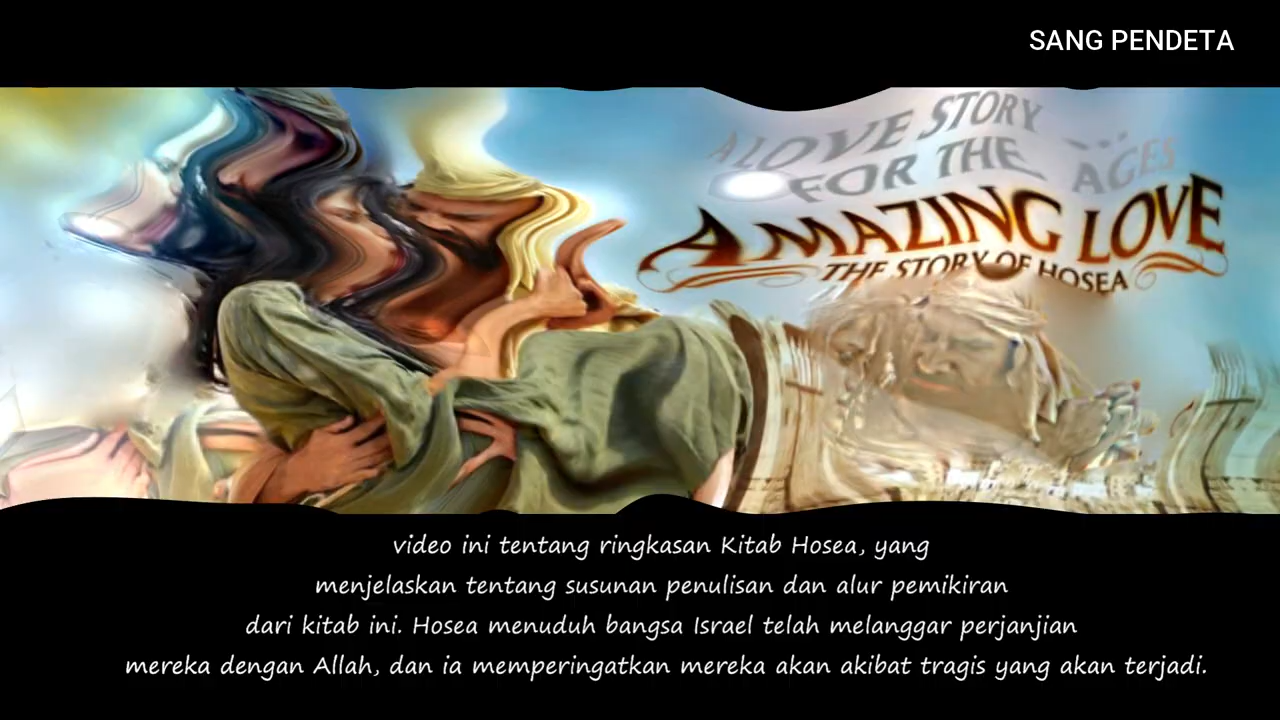 SANG PENDETA
A LOVE STORY
FOR THE AGES
AMAZING LOVE
THE STORY OF HOSEA
video ini tentang ringkasan Kitab Hosea, yang
menjelaskan tentang susunan penulisan dan alur pemikiran
dari kitab ini. Hosea menuduh bangsa Israel telah melanggar perjanjian
mereka dengan Allah, dan ia memperingatkan mereka akan akibat tragis yang akan terjadi.